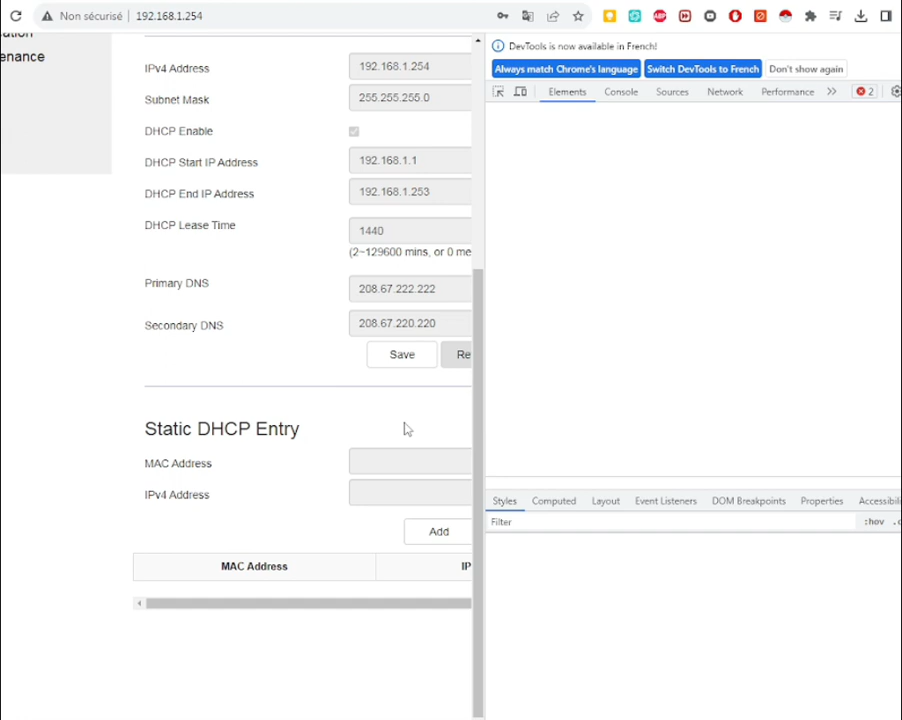 Non sécurisé | 192.168.1.254
DevTools is now available in French!
Always match Chrome's language Switch DevTools to French Don't show again
Elements Console Sources Network Performance » 2
enance
IPv4 Address 192.168.1.254
Subnet Mask 255.255.255.0
DHCP Enable
DHCP Start IP Address 192.168.1.1
DHCP End IP Address 192.168.1.253
DHCP Lease Time 1440
(2~129600 mins, or 0 me
Primary DNS 208.67.222.222
Secondary DNS 208.67.220.220
Save Re
Static DHCP Entry
MAC Address
IPv4 Address
Add
MAC Address IP
Styles Computed Layout Event Listeners DOM Breakpoints Properties Accessibili
Filter :hov .c